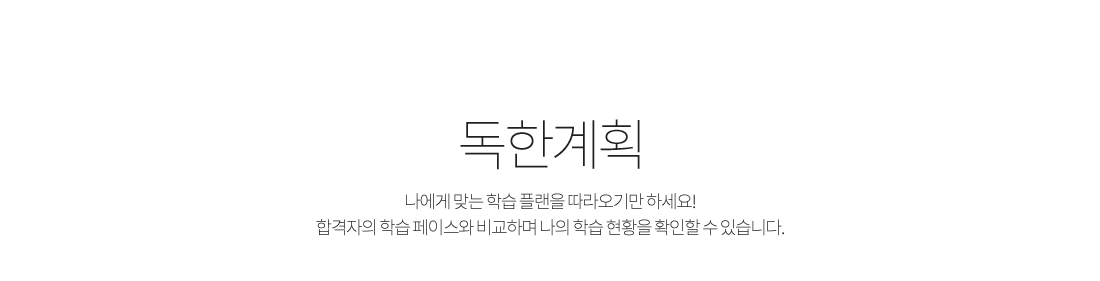 독한계획
나에게 맞는 학습 플랜을 따라오기만 하세요!
합격자의 학습 페이스와 비교하며 나의 학습 현황을 확인할 수 있습니다.